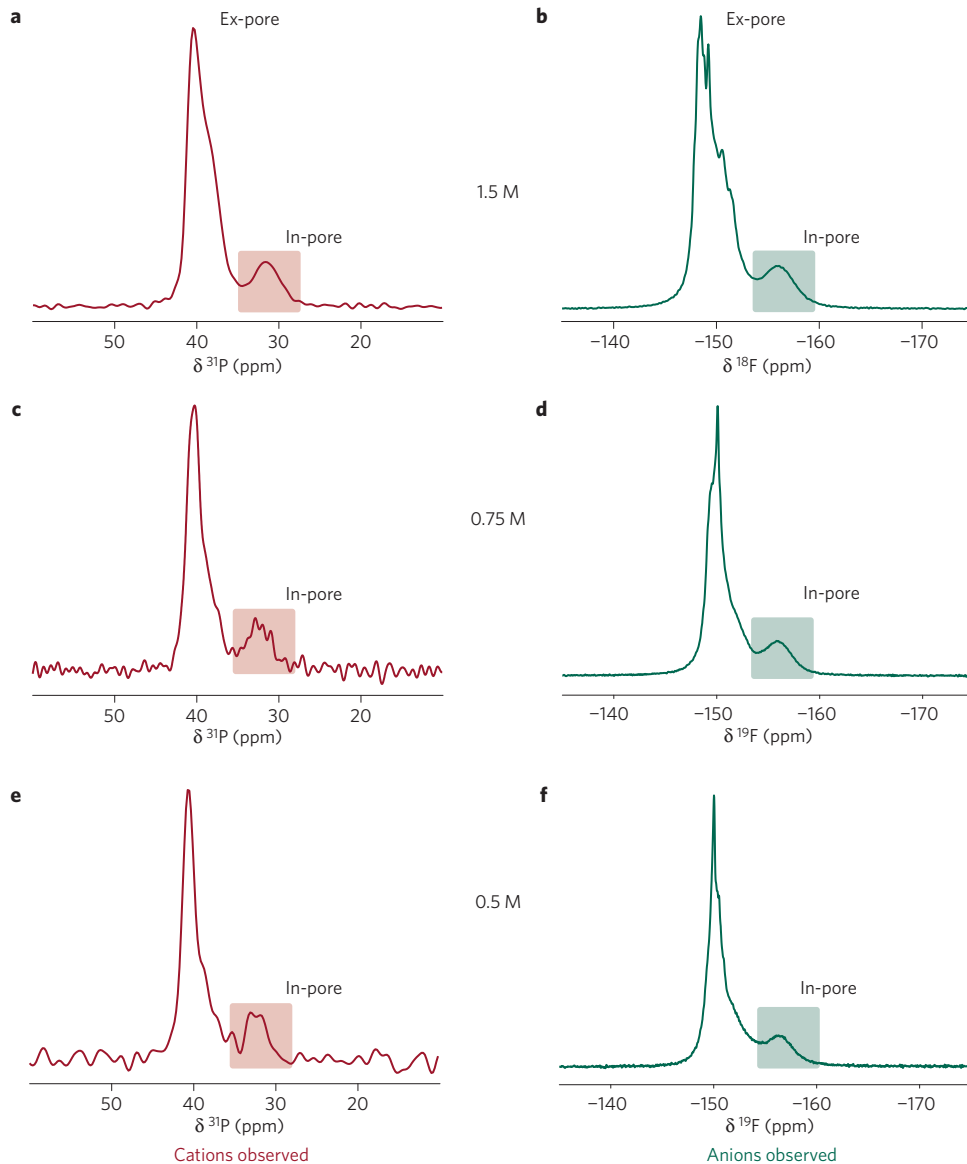 a
Ex-pore
In-pore
50 40 30 20
δ ³¹P (ppm)
1.5 M
b
Ex-pore
In-pore
−140 −150 −160 −170
δ ¹⁸F (ppm)
c
In-pore
50 40 30 20
δ ³¹P (ppm)
0.75 M
d
In-pore
−140 −150 −160 −170
δ ¹⁹F (ppm)
e
In-pore
50 40 30 20
δ ³¹P (ppm)
Cations observed
0.5 M
f
In-pore
−140 −150 −160 −170
δ ¹⁹F (ppm)
Anions observed